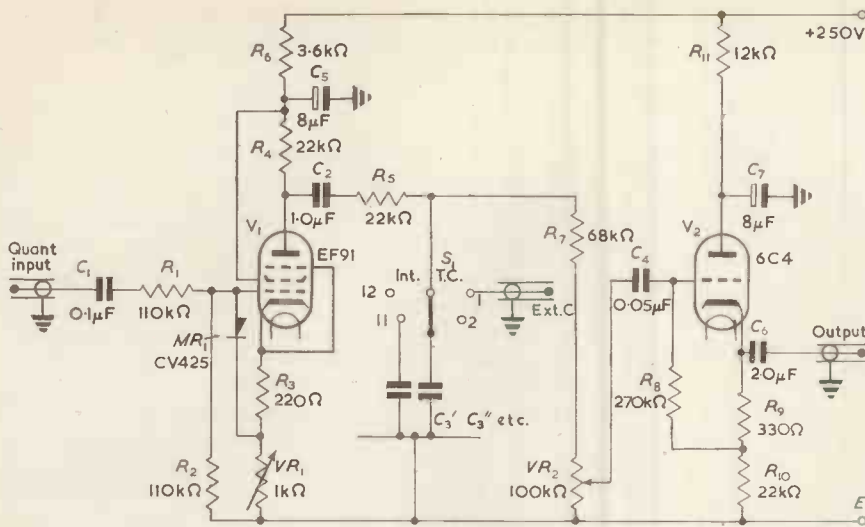 +250V
R6
3.6kΩ
C5
8μF
R4
22kΩ
C2
1.0μF
R5
22kΩ
R11
12kΩ
C7
8μF
V1
EF91
V2
6C4
Quant
input
C1
0.1μF
R1
110kΩ
MR1
CV425
Int.
S1
T.C.
12
11
1
2
Ext.C
R7
68kΩ
C4
0.05μF
C6
2.0μF
Output
R3
220Ω
C3′ C3″ etc.
R8
270kΩ
R9
330Ω
R2
110kΩ
VR1
1kΩ
VR2
100kΩ
R10
22kΩ
E